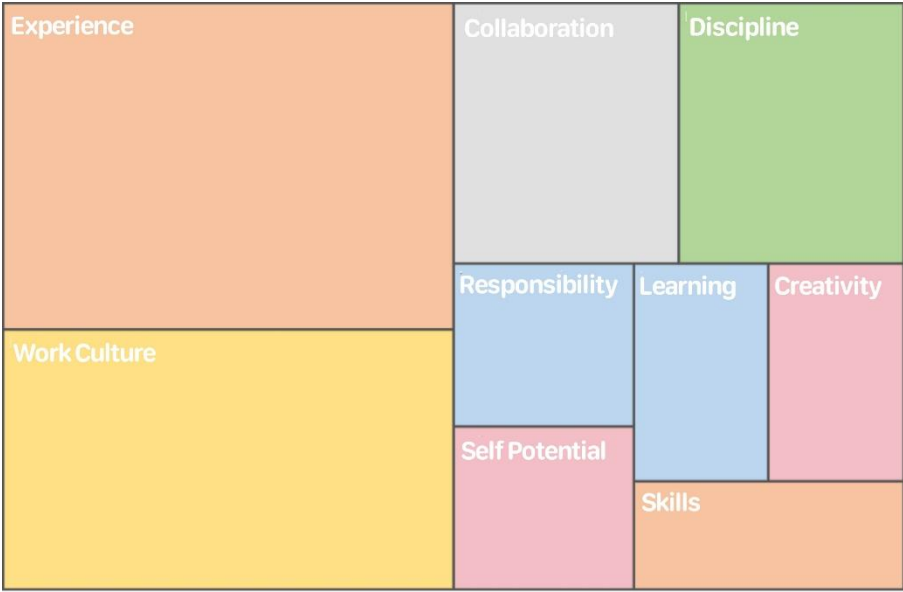 Experience
Collaboration
Discipline
Work Culture
Responsibility
Learning
Creativity
Self Potential
Skills